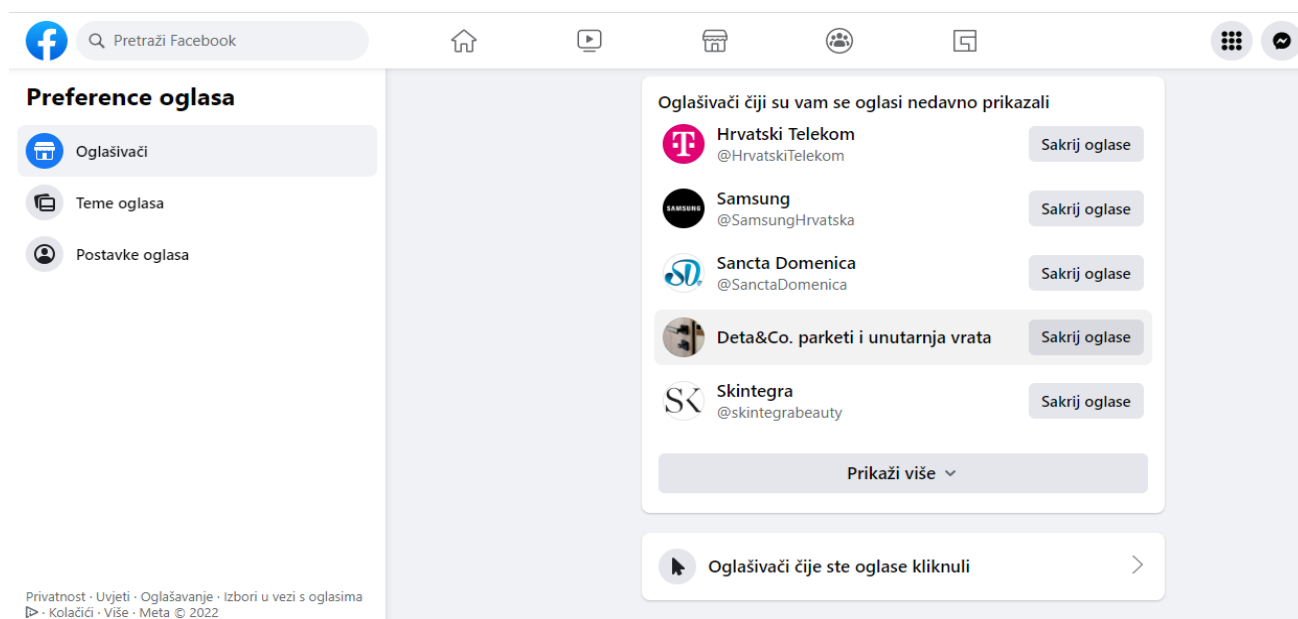 Pretraži Facebook
Preference oglasa
Oglašivači
Teme oglasa
Postavke oglasa
Privatnost · Uvjeti · Oglašavanje · Izbori u vezi s oglasima
· Kolačići · Više · Meta © 2022
Oglašivači čiji su vam se oglasi nedavno prikazali
Hrvatski Telekom
@HrvatskiTelekom
Sakrij oglase
SAMSUNG
Samsung
@SamsungHrvatska
Sakrij oglase
SD
Sancta Domenica
@SanctaDomenica
Sakrij oglase
Deta&Co. parketi i unutarnja vrata
Sakrij oglase
SK
Skintegra
@skintegrabeauty
Sakrij oglase
Prikaži više
Oglašivači čije ste oglase kliknuli